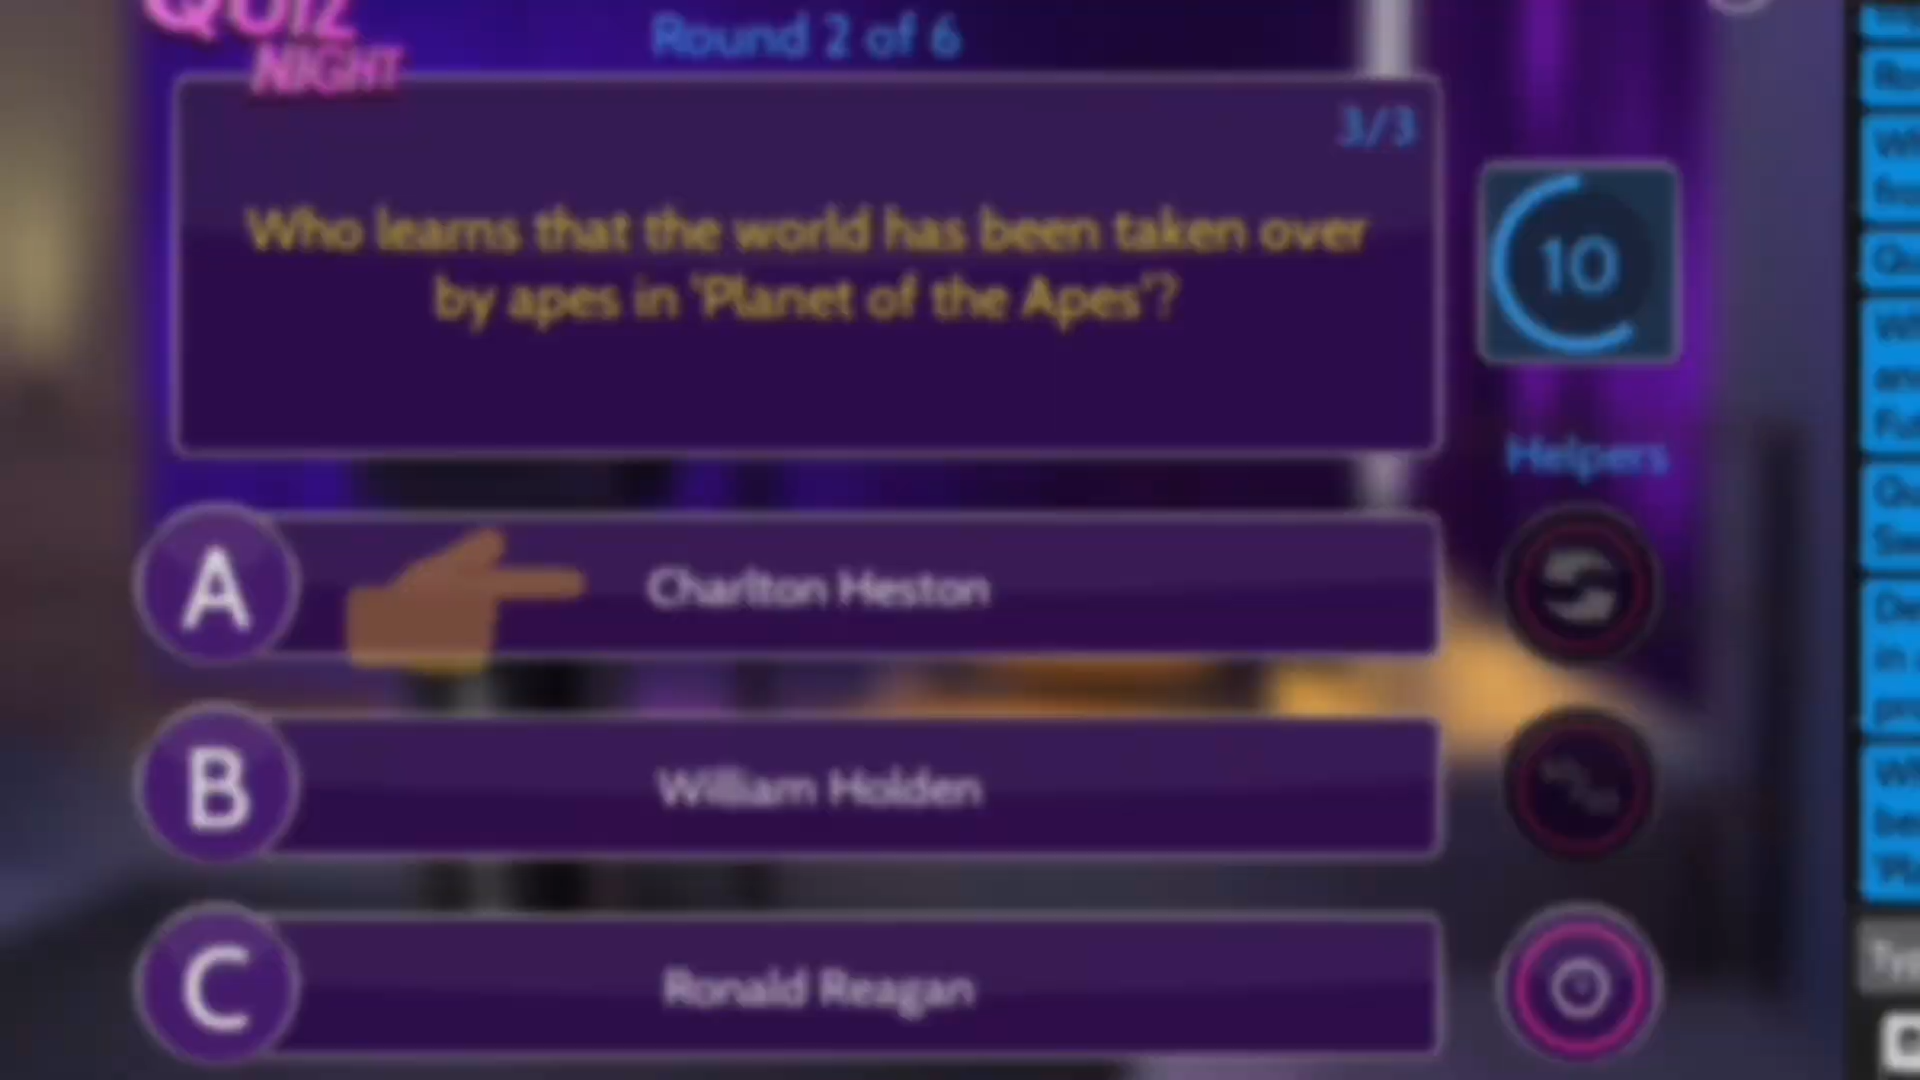 QUIZ
NIGHT
Round 2 of 6
3/3
Who learns that the world has been taken over
by apes in 'Planet of the Apes'?
10
Helpers
A
Charlton Heston
B
William Holden
C
Ronald Reagan